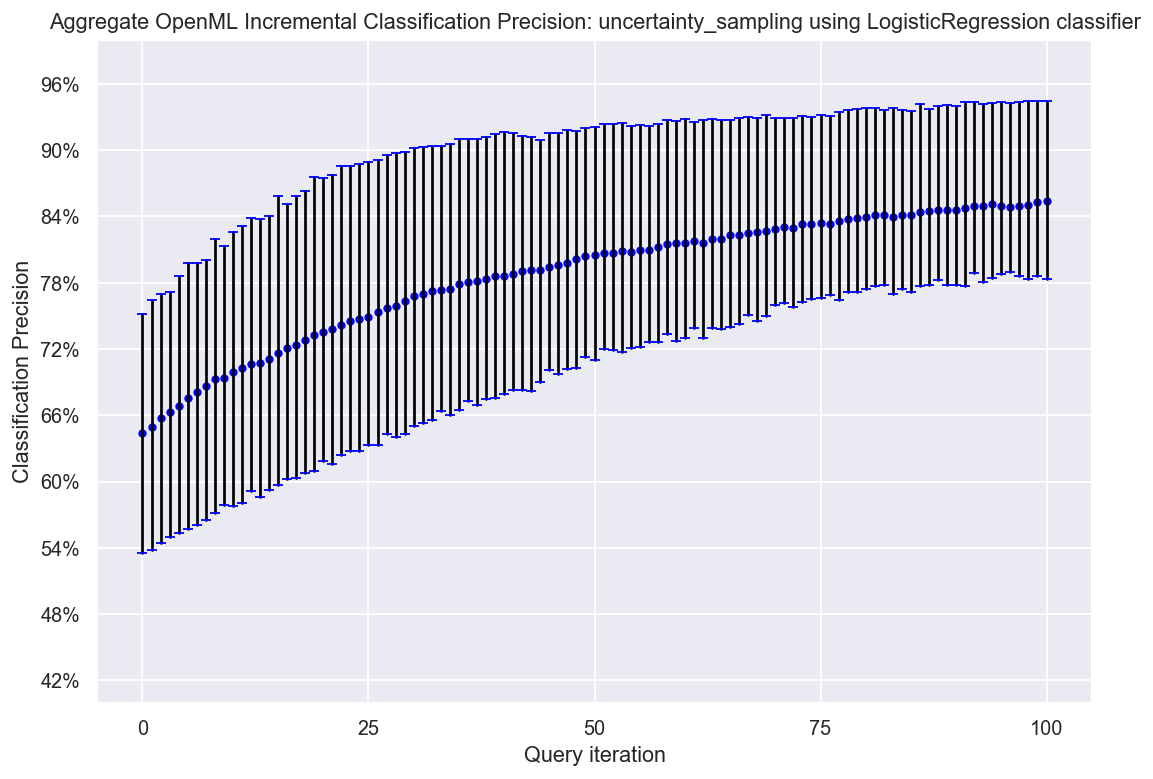 Aggregate OpenML Incremental Classification Precision: uncertainty_sampling using LogisticRegression classifier
96%
90%
84%
78%
72%
66%
60%
54%
48%
42%
Classification Precision
0 25 50 75 100
Query iteration